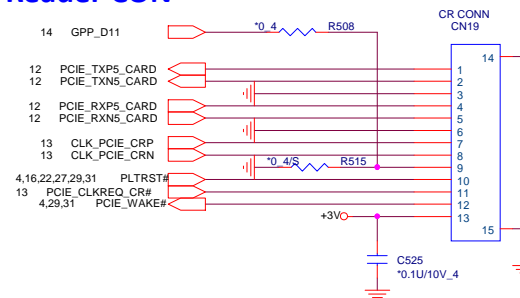 CR CONN
CN19
14 GPP_D11 *0_4 R508
14
12 PCIE_TXP5_CARD 1
12 PCIE_TXN5_CARD 2
3
12 PCIE_RXP5_CARD 4
12 PCIE_RXN5_CARD 5
6
13 CLK_PCIE_CRP 7
13 CLK_PCIE_CRN 8
*0_4/S R515 9
4,16,22,27,29,31 PLTRST# 10
13 PCIE_CLKREQ_CR# 11
4,29,31 PCIE_WAKE# 12
+3V 13
15
C525
*0.1U/10V_4